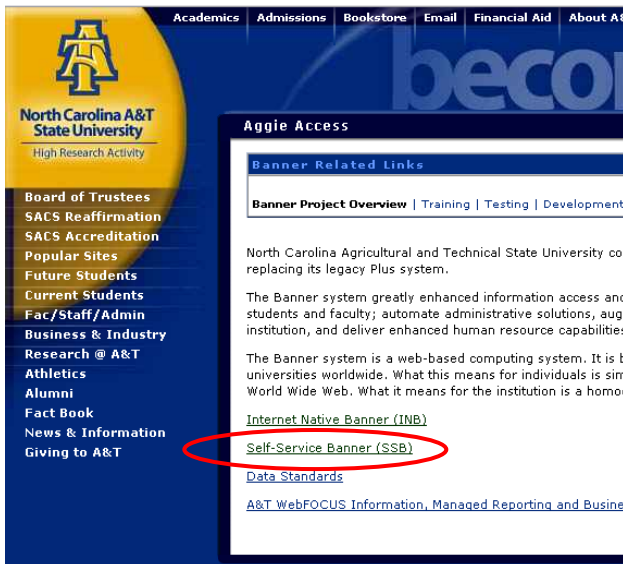 Academics Admissions Bookstore Email Financial Aid About A&
beco
North Carolina A&T
State University
High Research Activity
Board of Trustees
SACS Reaffirmation
SACS Accreditation
Popular Sites
Future Students
Current Students
Fac/Staff/Admin
Business & Industry
Research @ A&T
Athletics
Alumni
Fact Book
News & Information
Giving to A&T
Aggie Access
Banner Related Links
Banner Project Overview | Training | Testing | Development
North Carolina Agricultural and Technical State University co
replacing its legacy Plus system.
The Banner system greatly enhanced information access and
students and faculty; automate administrative solutions, aug
institution, and deliver enhanced human resource capabilities
The Banner system is a web-based computing system. It is b
universities worldwide. What this means for individuals is sim
World Wide Web. What it means for the institution is a homo
Internet Native Banner (INB)
Self-Service Banner (SSB)
Data Standards
A&T WebFOCUS Information, Managed Reporting and Busine